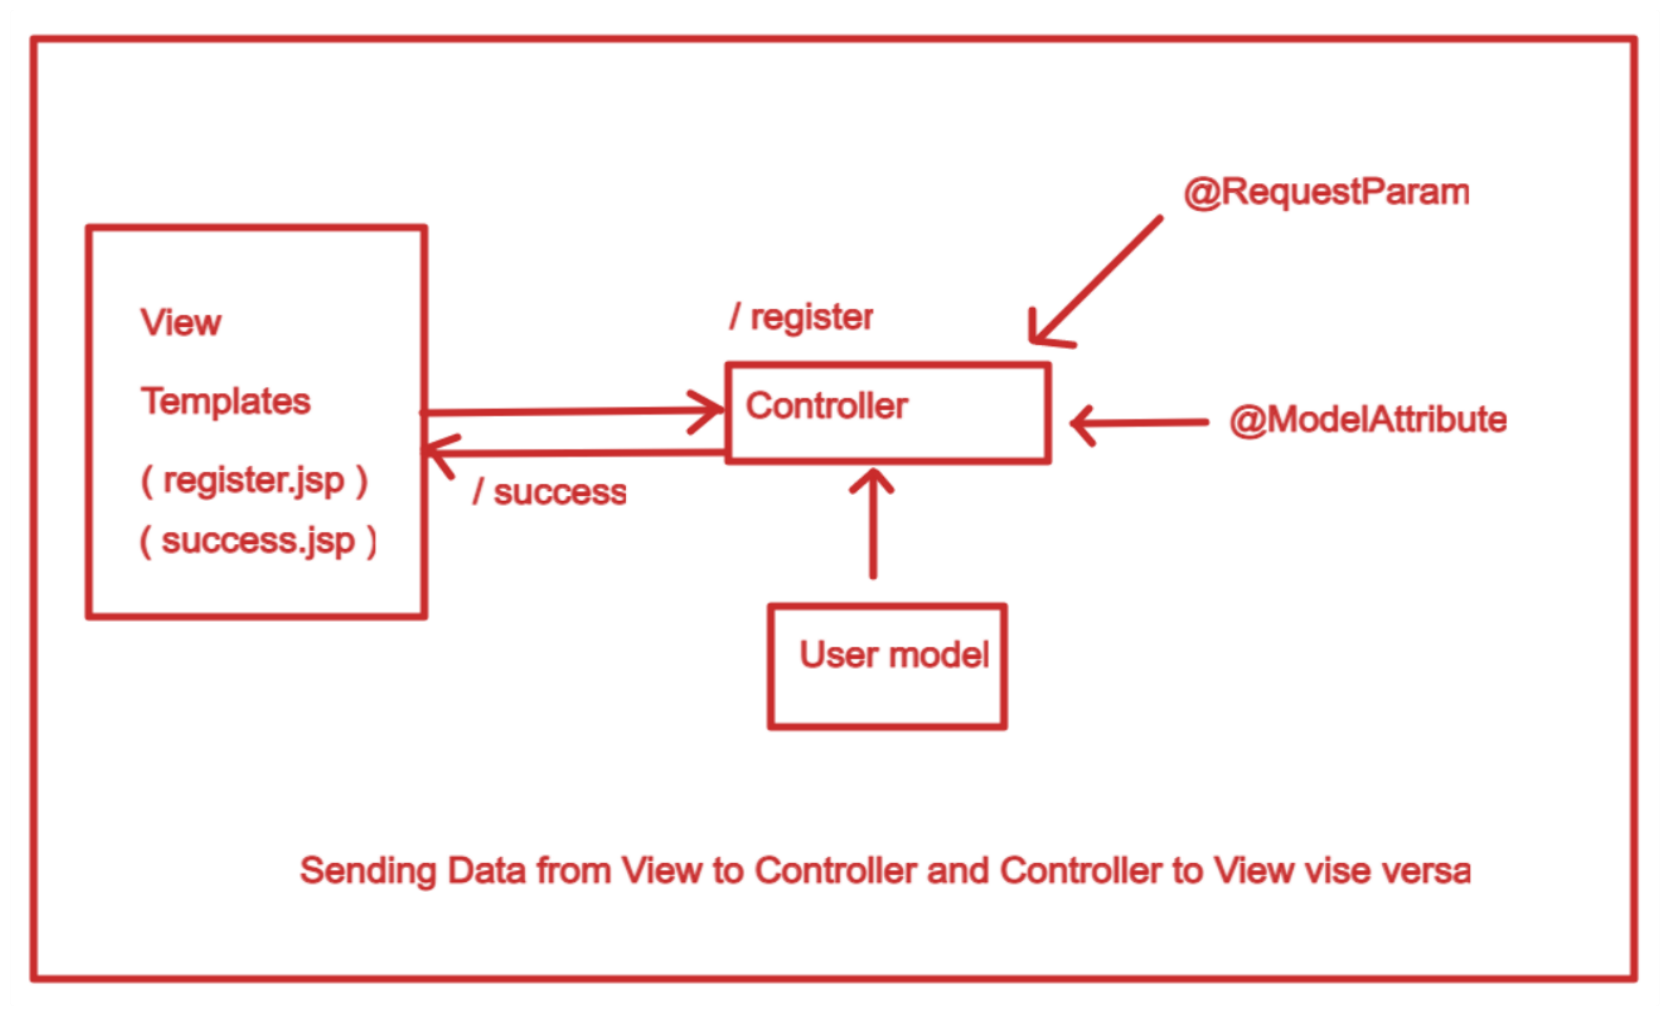 @RequestParam
View
/ register
Templates
Controller
@ModelAttribute
( register.jsp )
/ success
( success.jsp )
User model
Sending Data from View to Controller and Controller to View vise versa